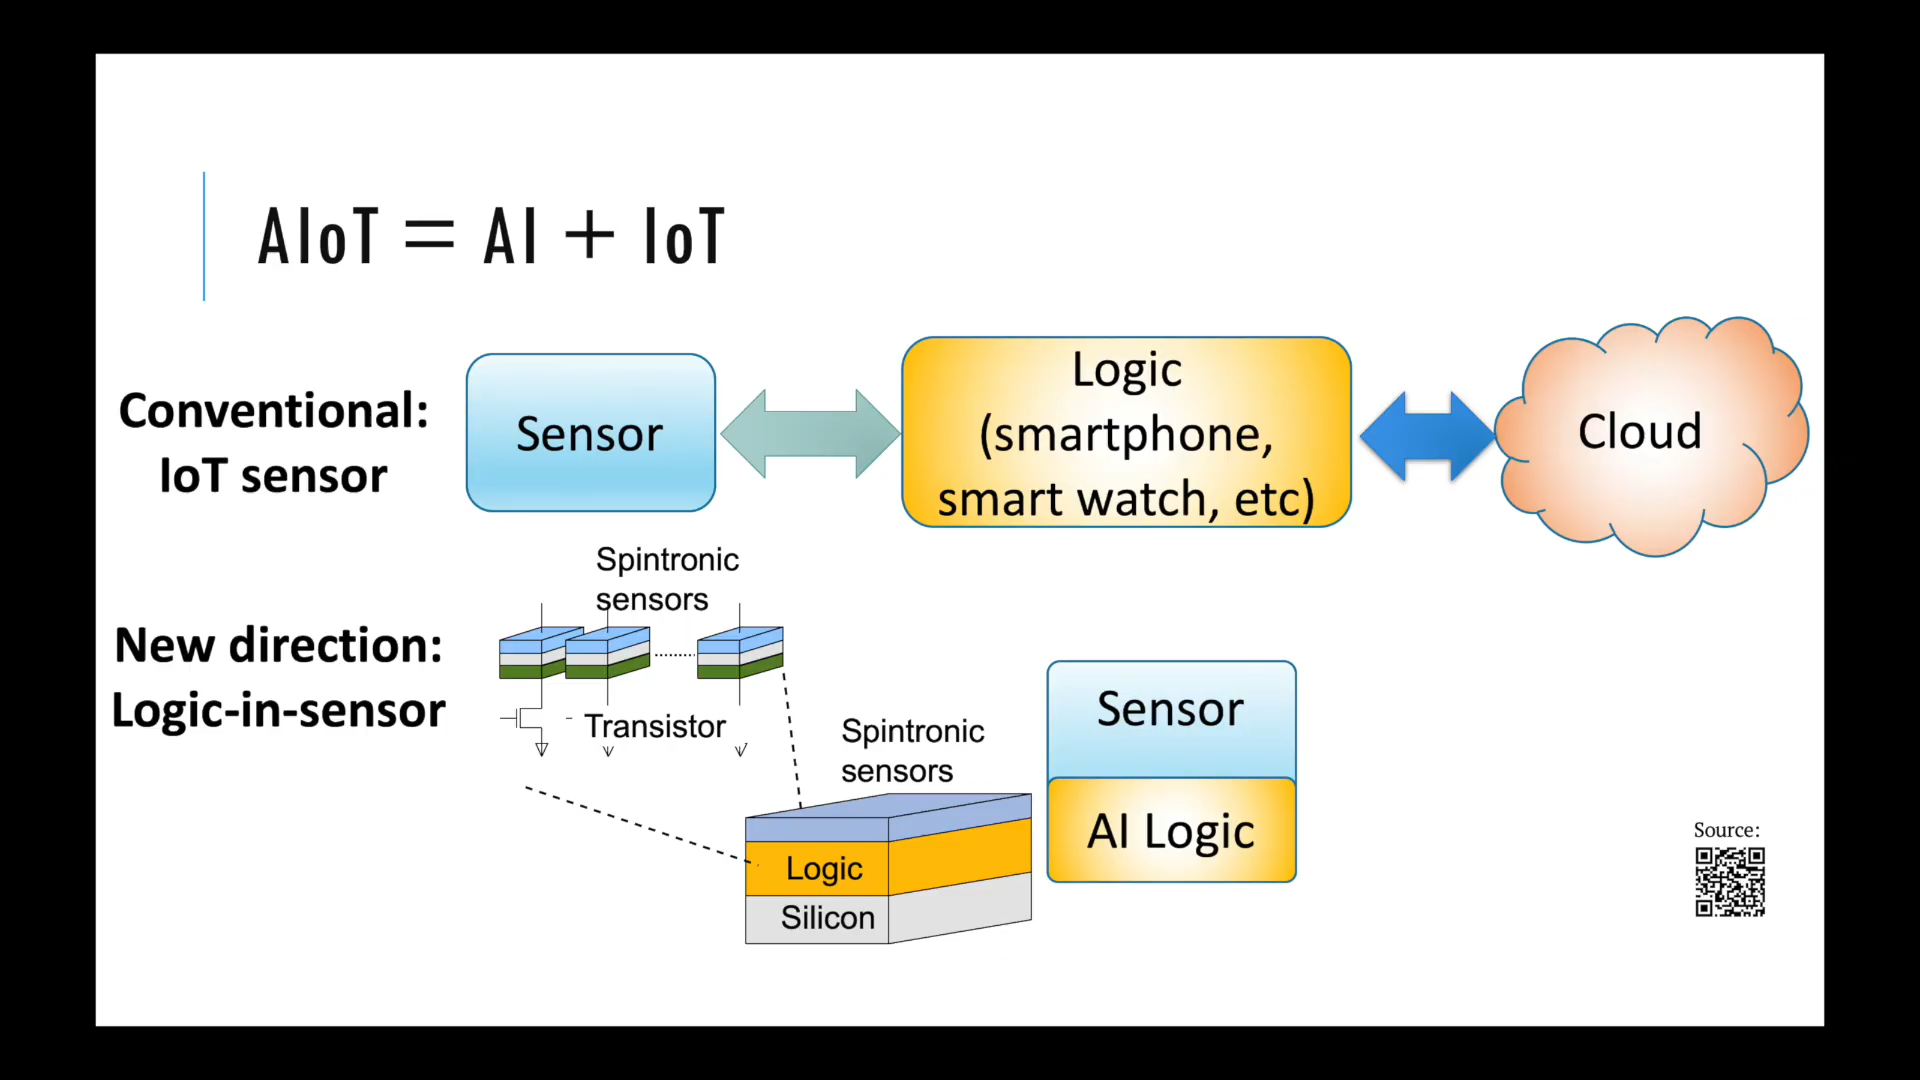 AIoT = AI + IoT
Conventional:
IoT sensor
Sensor
Logic
(smartphone,
smart watch, etc)
Cloud
New direction:
Logic-in-sensor
Spintronic
sensors
Transistor
Spintronic
sensors
Logic
Silicon
Sensor
AI Logic
Source: